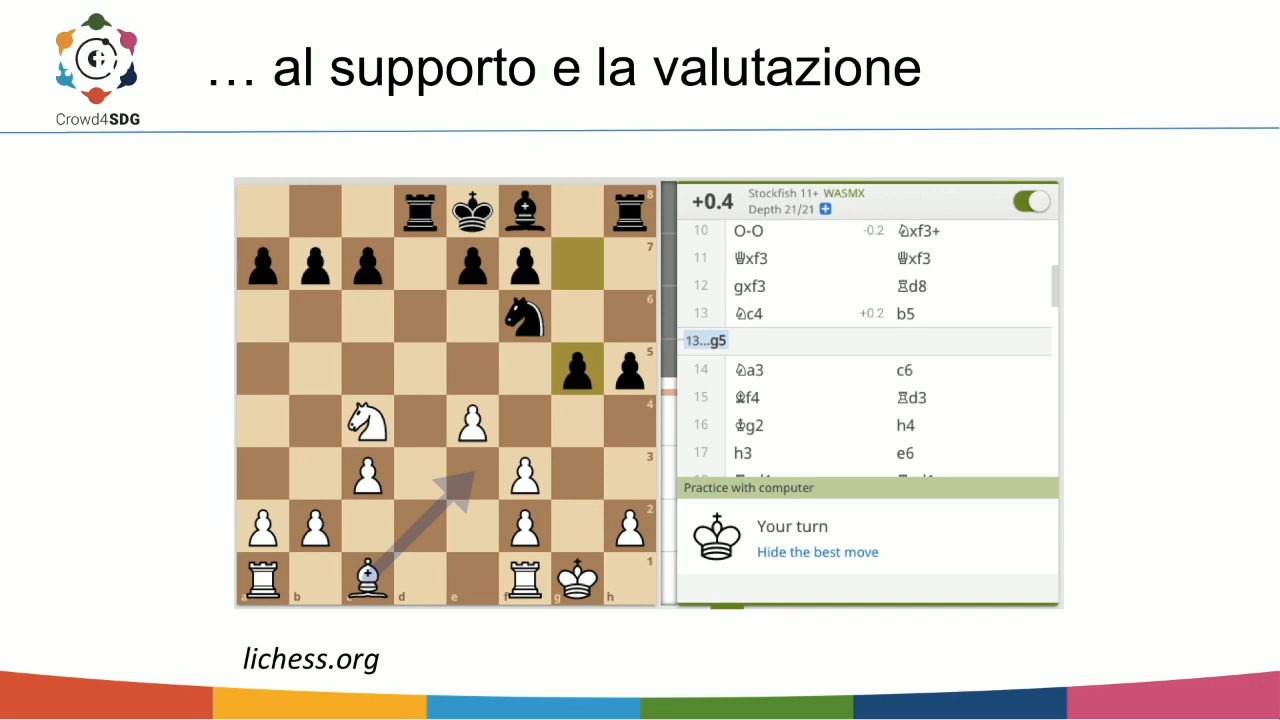 … al supporto e la valutazione
Crowd4SDG
+0.4
Stockfish 11+ WASMX
Depth 21/21
10 O-O -0.2 ♘xf3+
11 ♕xf3 ♕xf3
12 gxf3 ♖d8
13 ♘c4 +0.2 b5
13...g5
14 ♘a3 c6
15 ♗f4 ♖d3
16 ♔g2 h4
17 h3 e6
Practice with computer
Your turn
Hide the best move
8
7
6
5
4
3
2
1
a b d e f g h
lichess.org